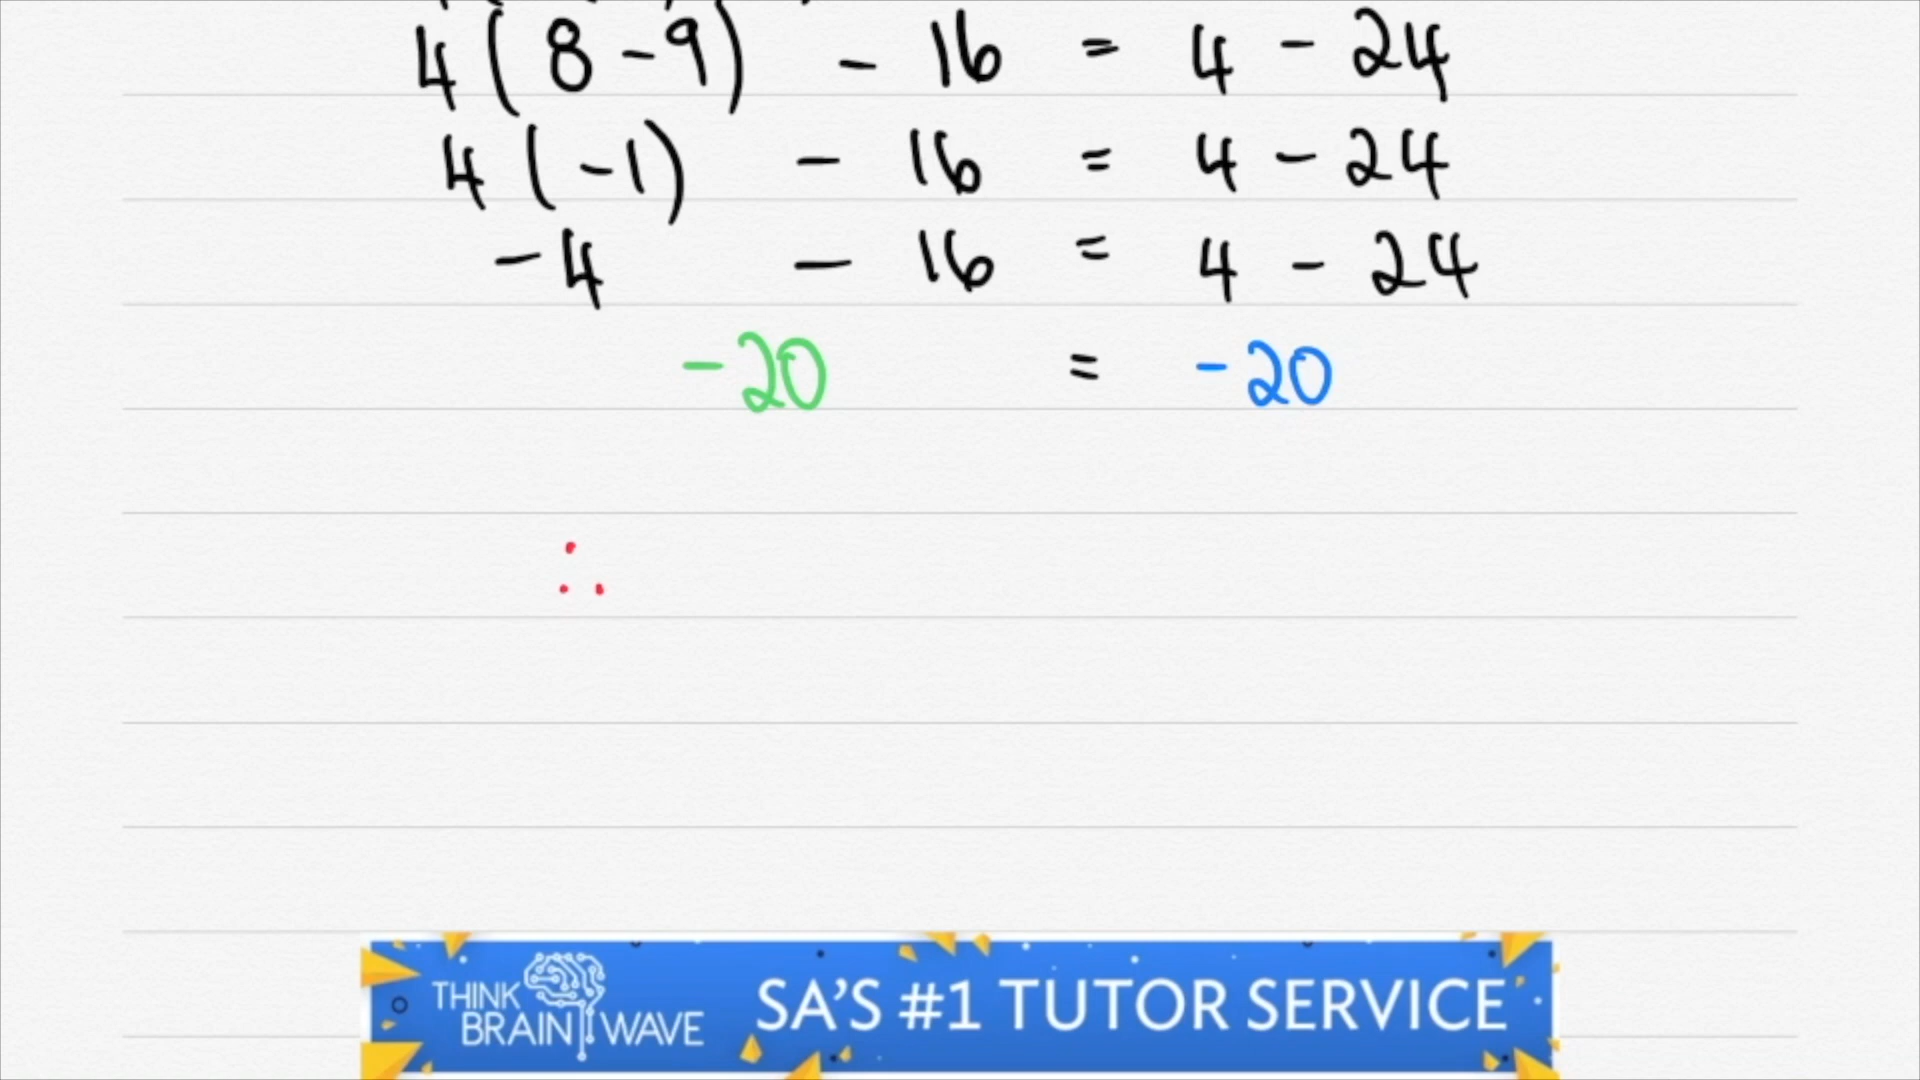 4(8-9) - 16 = 4 - 24
4(-1) - 16 = 4 - 24
-4 - 16 = 4 - 24
-20 = -20
∴
THINK
BRAIN WAVE
SA'S #1 TUTOR SERVICE